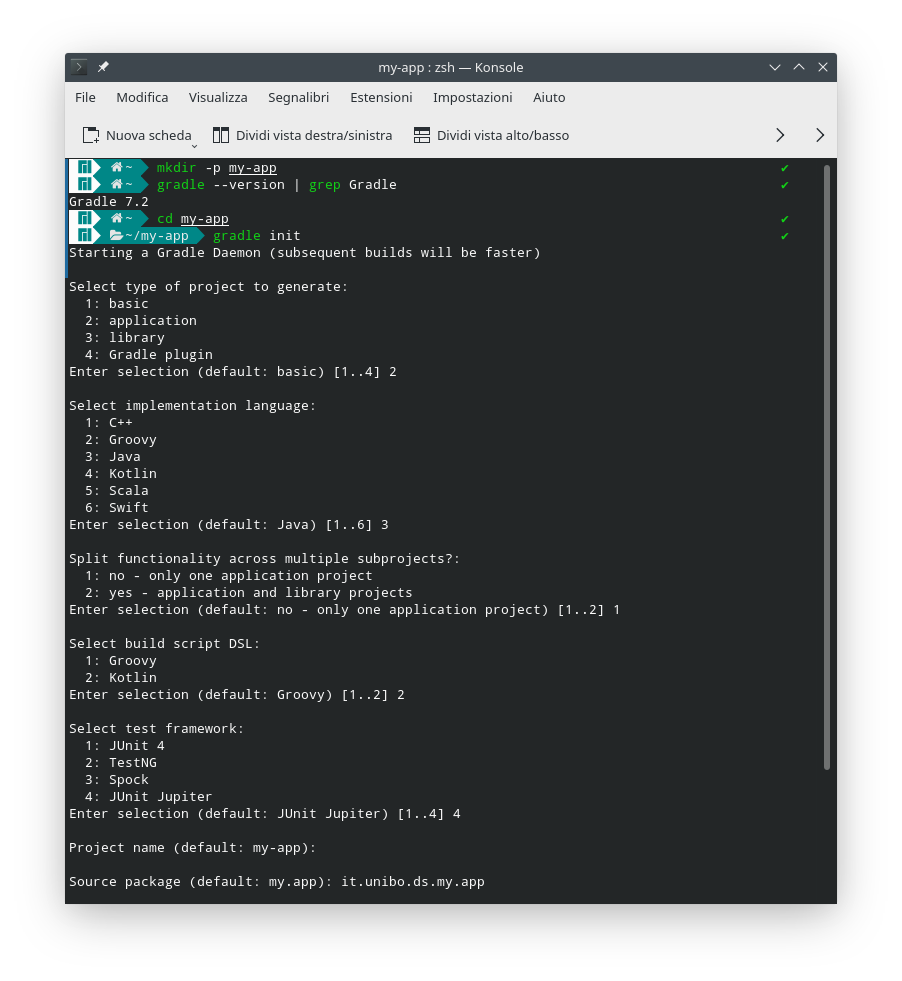 my-app : zsh — Konsole
File Modifica Visualizza Segnalibri Estensioni Impostazioni Aiuto
Nuova scheda Dividi vista destra/sinistra Dividi vista alto/basso
~ mkdir -p my-app ✔
~ gradle --version | grep Gradle ✔
Gradle 7.2
~ cd my-app ✔
~/my-app gradle init ✔
Starting a Gradle Daemon (subsequent builds will be faster)
Select type of project to generate:
1: basic
2: application
3: library
4: Gradle plugin
Enter selection (default: basic) [1..4] 2
Select implementation language:
1: C++
2: Groovy
3: Java
4: Kotlin
5: Scala
6: Swift
Enter selection (default: Java) [1..6] 3
Split functionality across multiple subprojects?:
1: no - only one application project
2: yes - application and library projects
Enter selection (default: no - only one application project) [1..2] 1
Select build script DSL:
1: Groovy
2: Kotlin
Enter selection (default: Groovy) [1..2] 2
Select test framework:
1: JUnit 4
2: TestNG
3: Spock
4: JUnit Jupiter
Enter selection (default: JUnit Jupiter) [1..4] 4
Project name (default: my-app):
Source package (default: my.app): it.unibo.ds.my.app